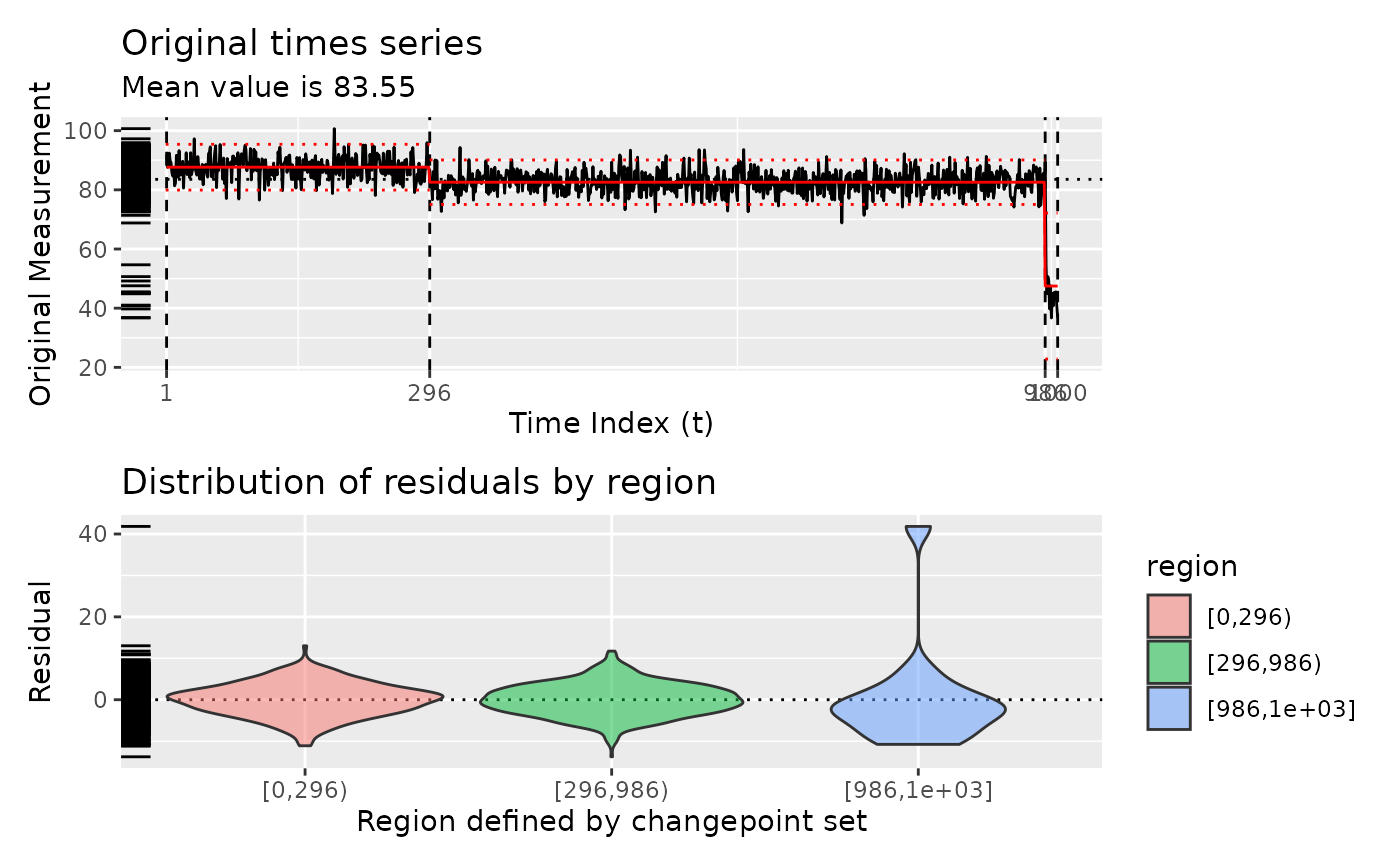 Original times series
Mean value is 83.55
Original Measurement
100
80
60
40
20
1
296
986
1000
Time Index (t)
Distribution of residuals by region
Residual
40
20
0
[0,296)
[296,986)
[986,1e+03]
Region defined by changepoint set
region
[0,296)
[296,986)
[986,1e+03]